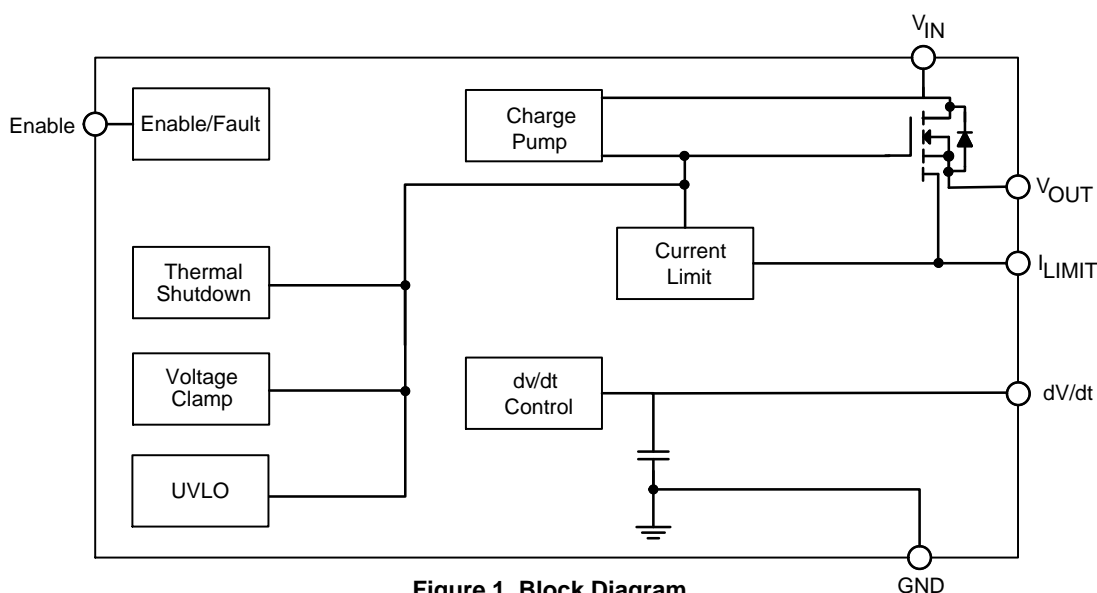 VIN
Enable
Enable/Fault
Charge
Pump
VOUT
Thermal
Shutdown
Current
Limit
ILIMIT
Voltage
Clamp
dv/dt
Control
dV/dt
UVLO
GND
Figure 1. Block Diagram